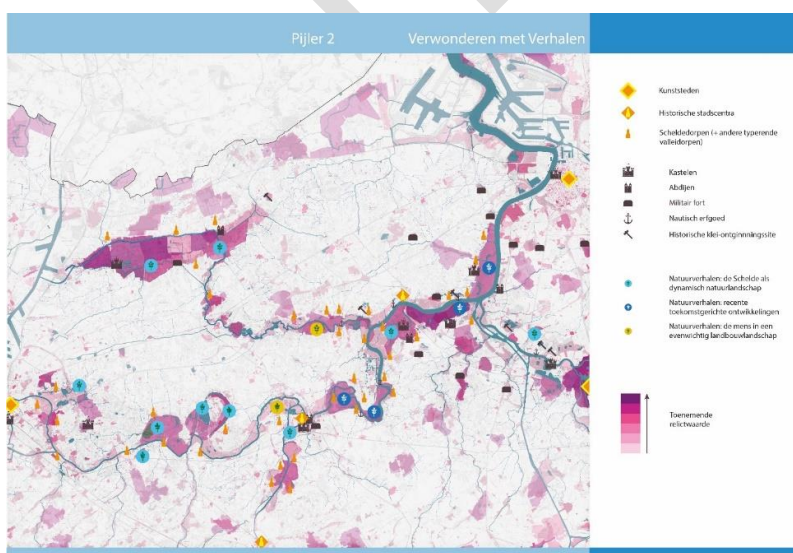 Pijler 2
Verwonderen met Verhalen
Kunststeden
Historische stadscentra
Scheldedorpen (+ andere typerende
valleidorpen)
Kastelen
Abdijen
Militair fort
Nautisch erfgoed
Historische klei-ontginnningssite
Natuurverhalen: de Schelde als
dynamisch natuurlandschap
Natuurverhalen: recente
toekomstgerichte ontwikkelingen
Natuurverhalen: de mens in een
evenwichtig landbouwlandschap
Toenemende
relictwaarde